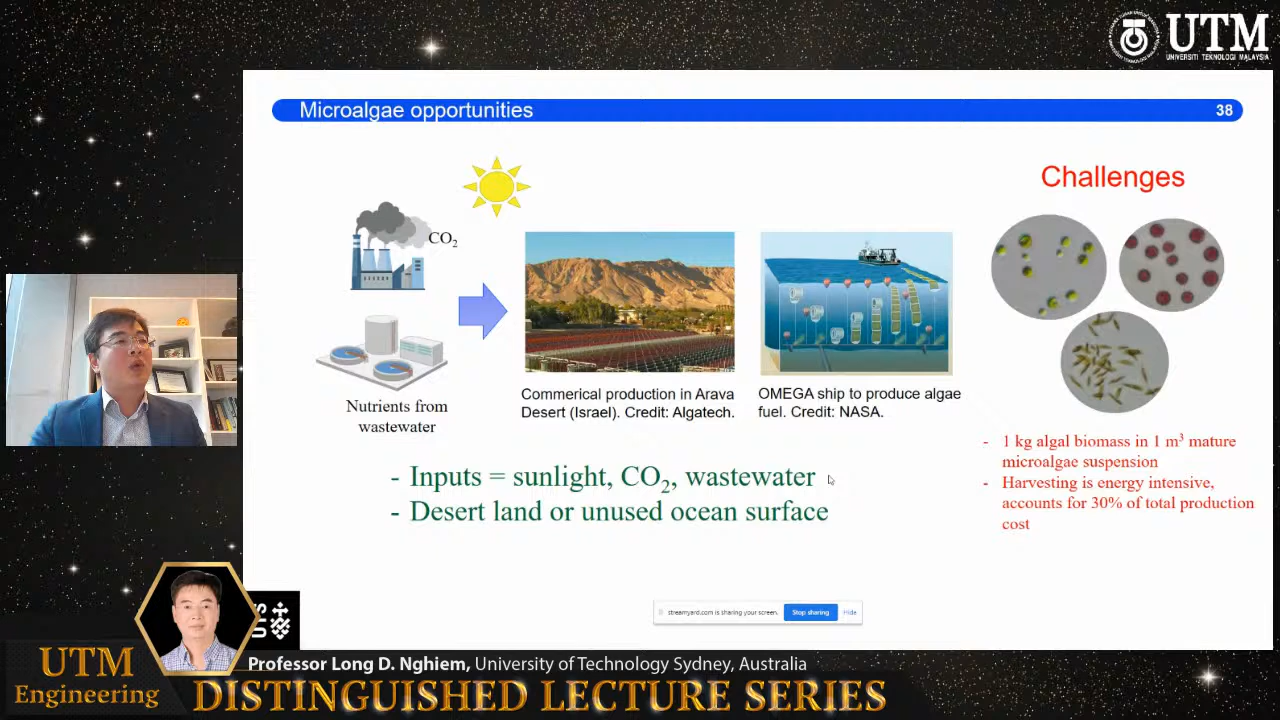 UTM
UNIVERSITI TEKNOLOGI MALAYSIA
Microalgae opportunities
38
Challenges
CO2
Nutrients from
wastewater
Commerical production in Arava
Desert (Israel). Credit: Algatech.
OMEGA ship to produce algae
fuel. Credit: NASA.
- 1 kg algal biomass in 1 m3 mature
microalgae suspension
- Harvesting is energy intensive,
accounts for 30% of total production
cost
- Inputs = sunlight, CO2, wastewater
- Desert land or unused ocean surface
streamyard.com is sharing your screen.
Stop sharing
Hide
UTS
UTM
Engineering
Professor Long D. Nghiem, University of Technology Sydney, Australia
DISTINGUISHED LECTURE SERIES